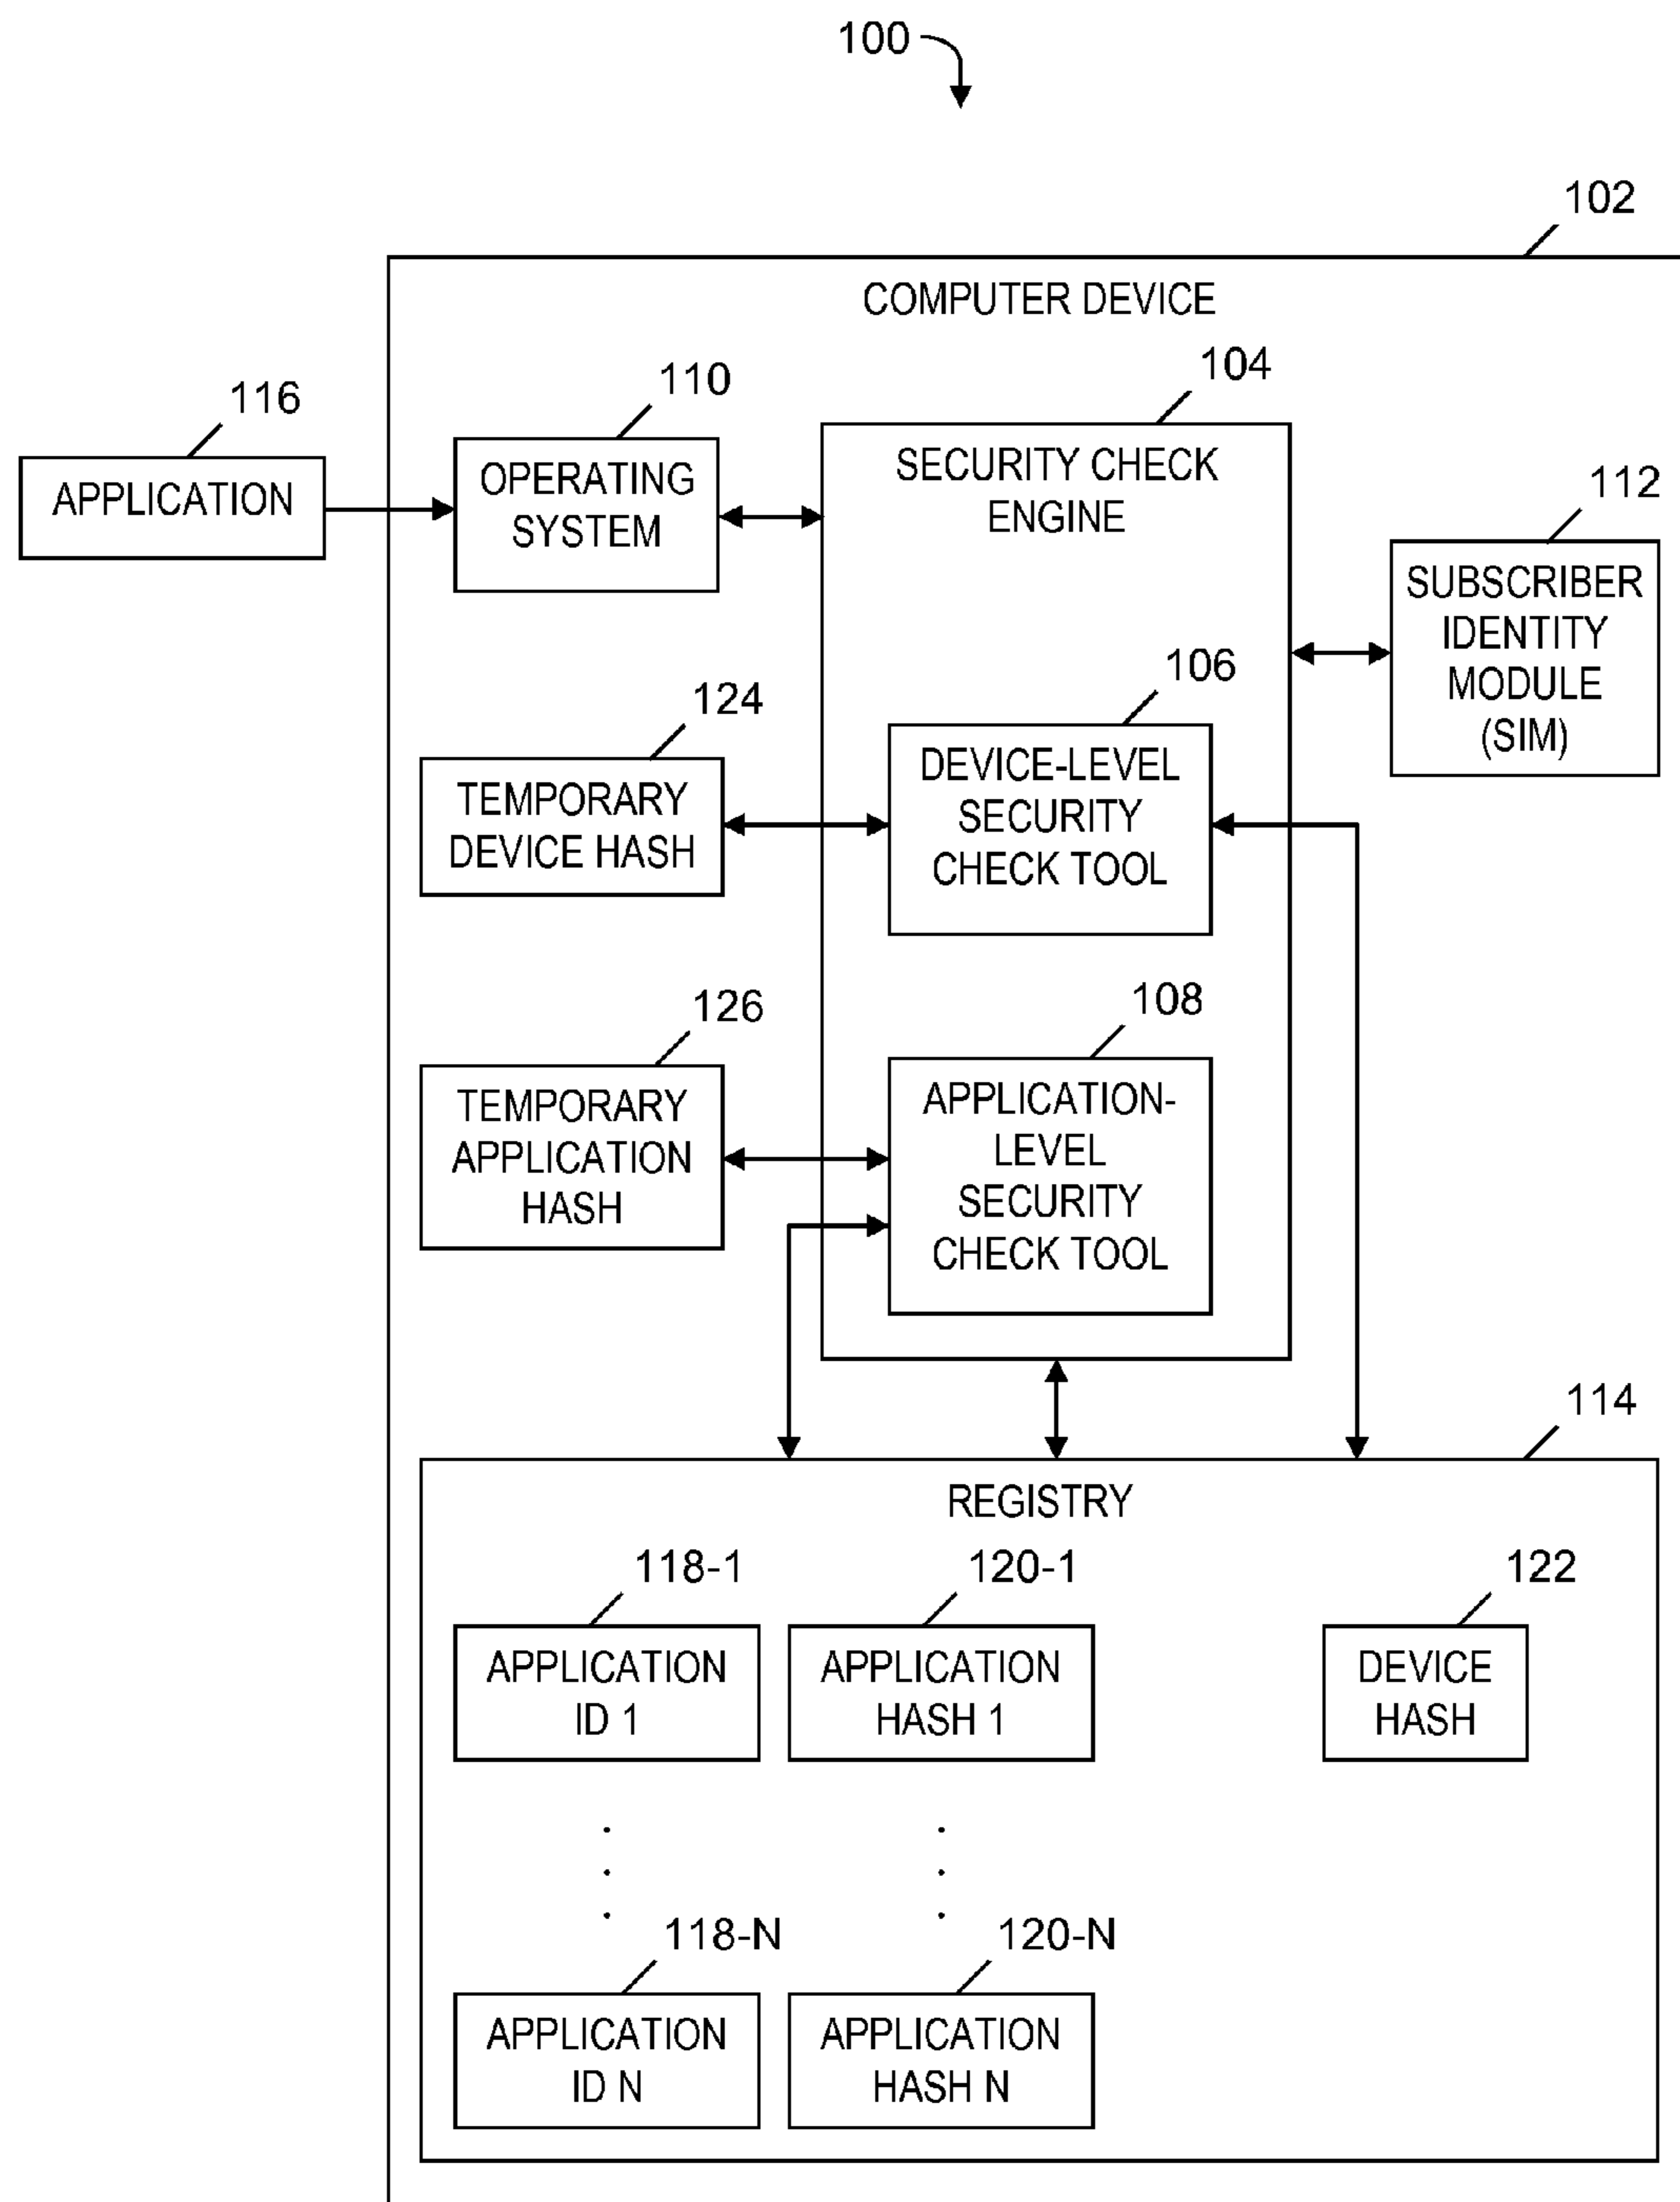 100
102
COMPUTER DEVICE
104
110
116
APPLICATION
OPERATING
SYSTEM
SECURITY CHECK
ENGINE
112
SUBSCRIBER
IDENTITY
MODULE
(SIM)
106
124
TEMPORARY
DEVICE HASH
DEVICE-LEVEL
SECURITY
CHECK TOOL
108
126
TEMPORARY
APPLICATION
HASH
APPLICATION-
LEVEL
SECURITY
CHECK TOOL
114
REGISTRY
118-1
120-1
122
APPLICATION
ID 1
APPLICATION
HASH 1
DEVICE
HASH
118-N
120-N
APPLICATION
ID N
APPLICATION
HASH N